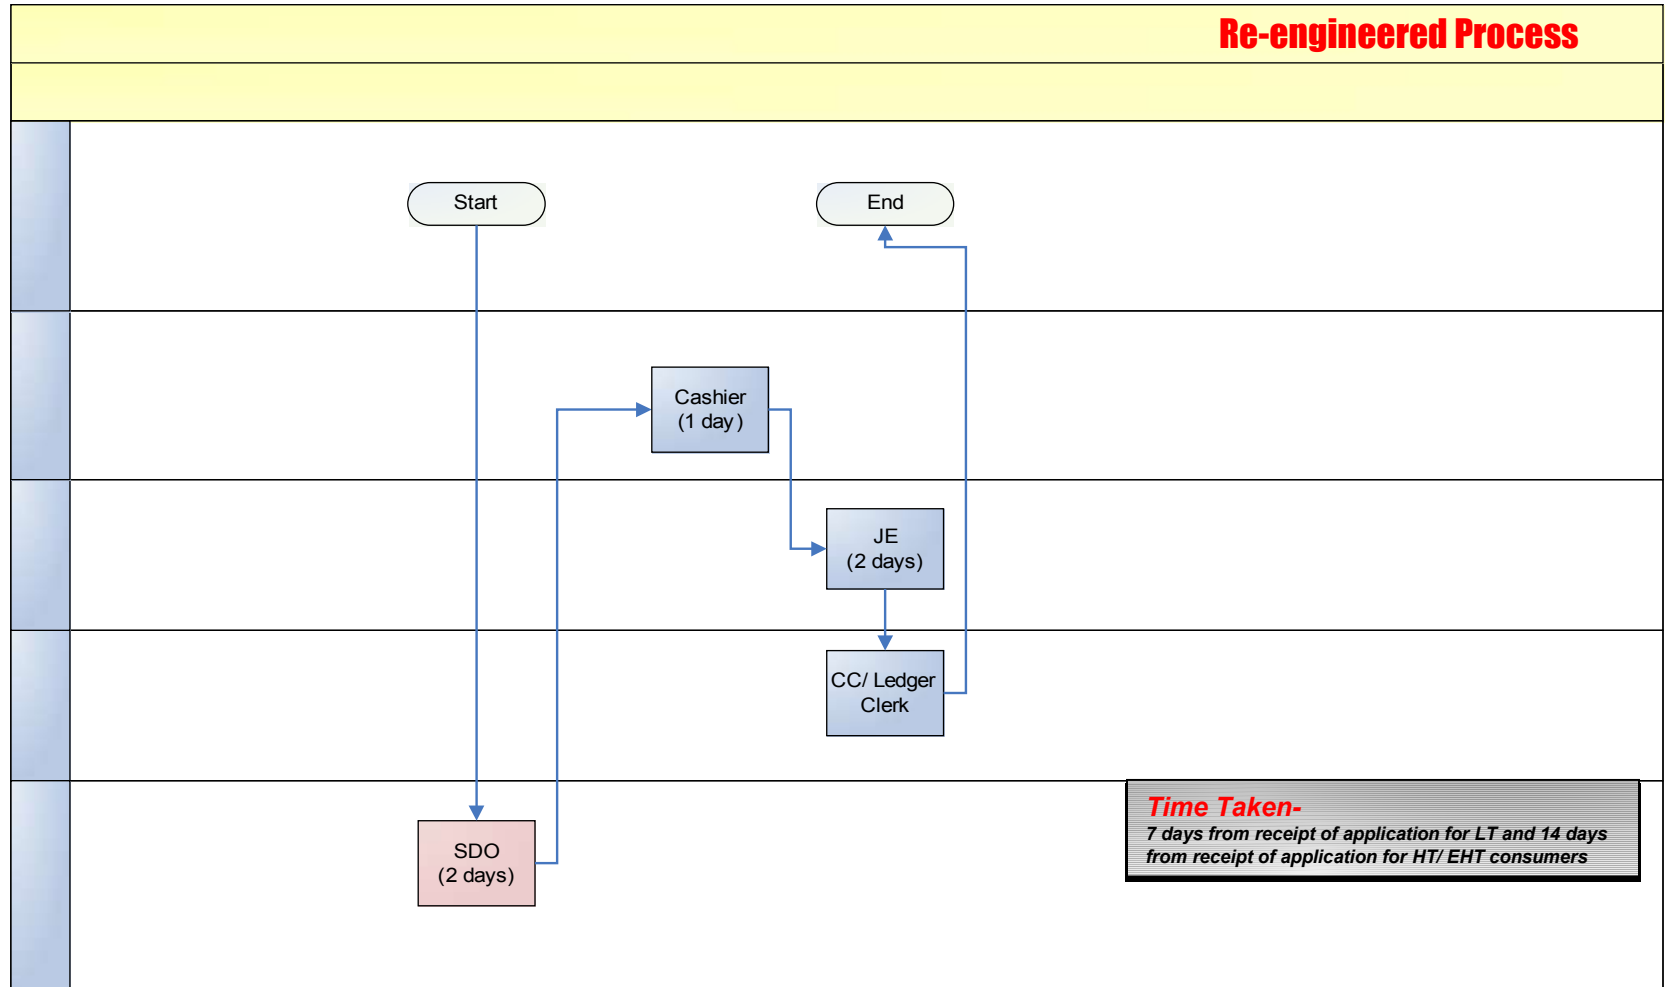 Re-engineered Process
Start
End
Cashier
(1 day)
JE
(2 days)
CC/ Ledger
Clerk
SDO
(2 days)
Time Taken-
7 days from receipt of application for LT and 14 days
from receipt of application for HT/ EHT consumers